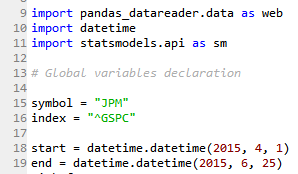 9 import pandas_datareader.data as web
10 import datetime
11 import statsmodels.api as sm
12
13 # Global variables declaration
14
15 symbol = "JPM"
16 index = "^GSPC"
17
18 start = datetime.datetime(2015, 4, 1)
19 end = datetime.datetime(2015, 6, 25)